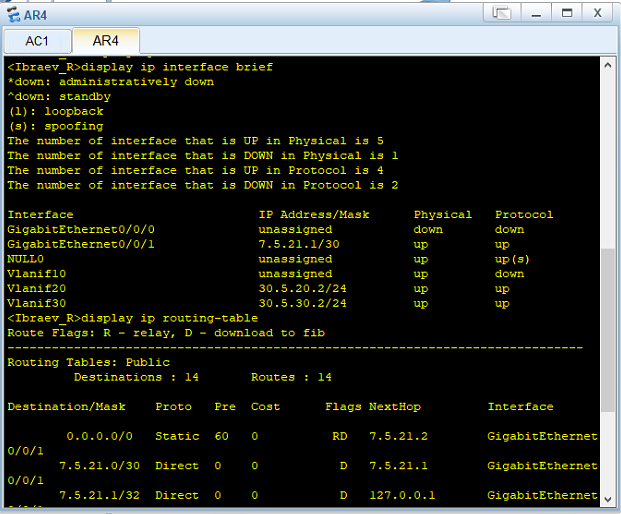 AR4
AC1
AR4
<Ibraev_R>display ip interface brief
*down: administratively down
^down: standby
(l): loopback
(s): spoofing
The number of interface that is UP in Physical is 5
The number of interface that is DOWN in Physical is 1
The number of interface that is UP in Protocol is 4
The number of interface that is DOWN in Protocol is 2
Interface IP Address/Mask Physical Protocol
GigabitEthernet0/0/0 unassigned down down
GigabitEthernet0/0/1 7.5.21.1/30 up up
NULL0 unassigned up up(s)
Vlanif10 unassigned up down
Vlanif20 30.5.20.2/24 up up
Vlanif30 30.5.30.2/24 up up
<Ibraev_R>display ip routing-table
Route Flags: R - relay, D - download to fib
------------------------------------------------------------------------------
Routing Tables: Public
Destinations : 14 Routes : 14
Destination/Mask Proto Pre Cost Flags NextHop Interface
0.0.0.0/0 Static 60 0 RD 7.5.21.2 GigabitEthernet
0/0/1
7.5.21.0/30 Direct 0 0 D 7.5.21.1 GigabitEthernet
0/0/1
7.5.21.1/32 Direct 0 0 D 127.0.0.1 GigabitEthernet